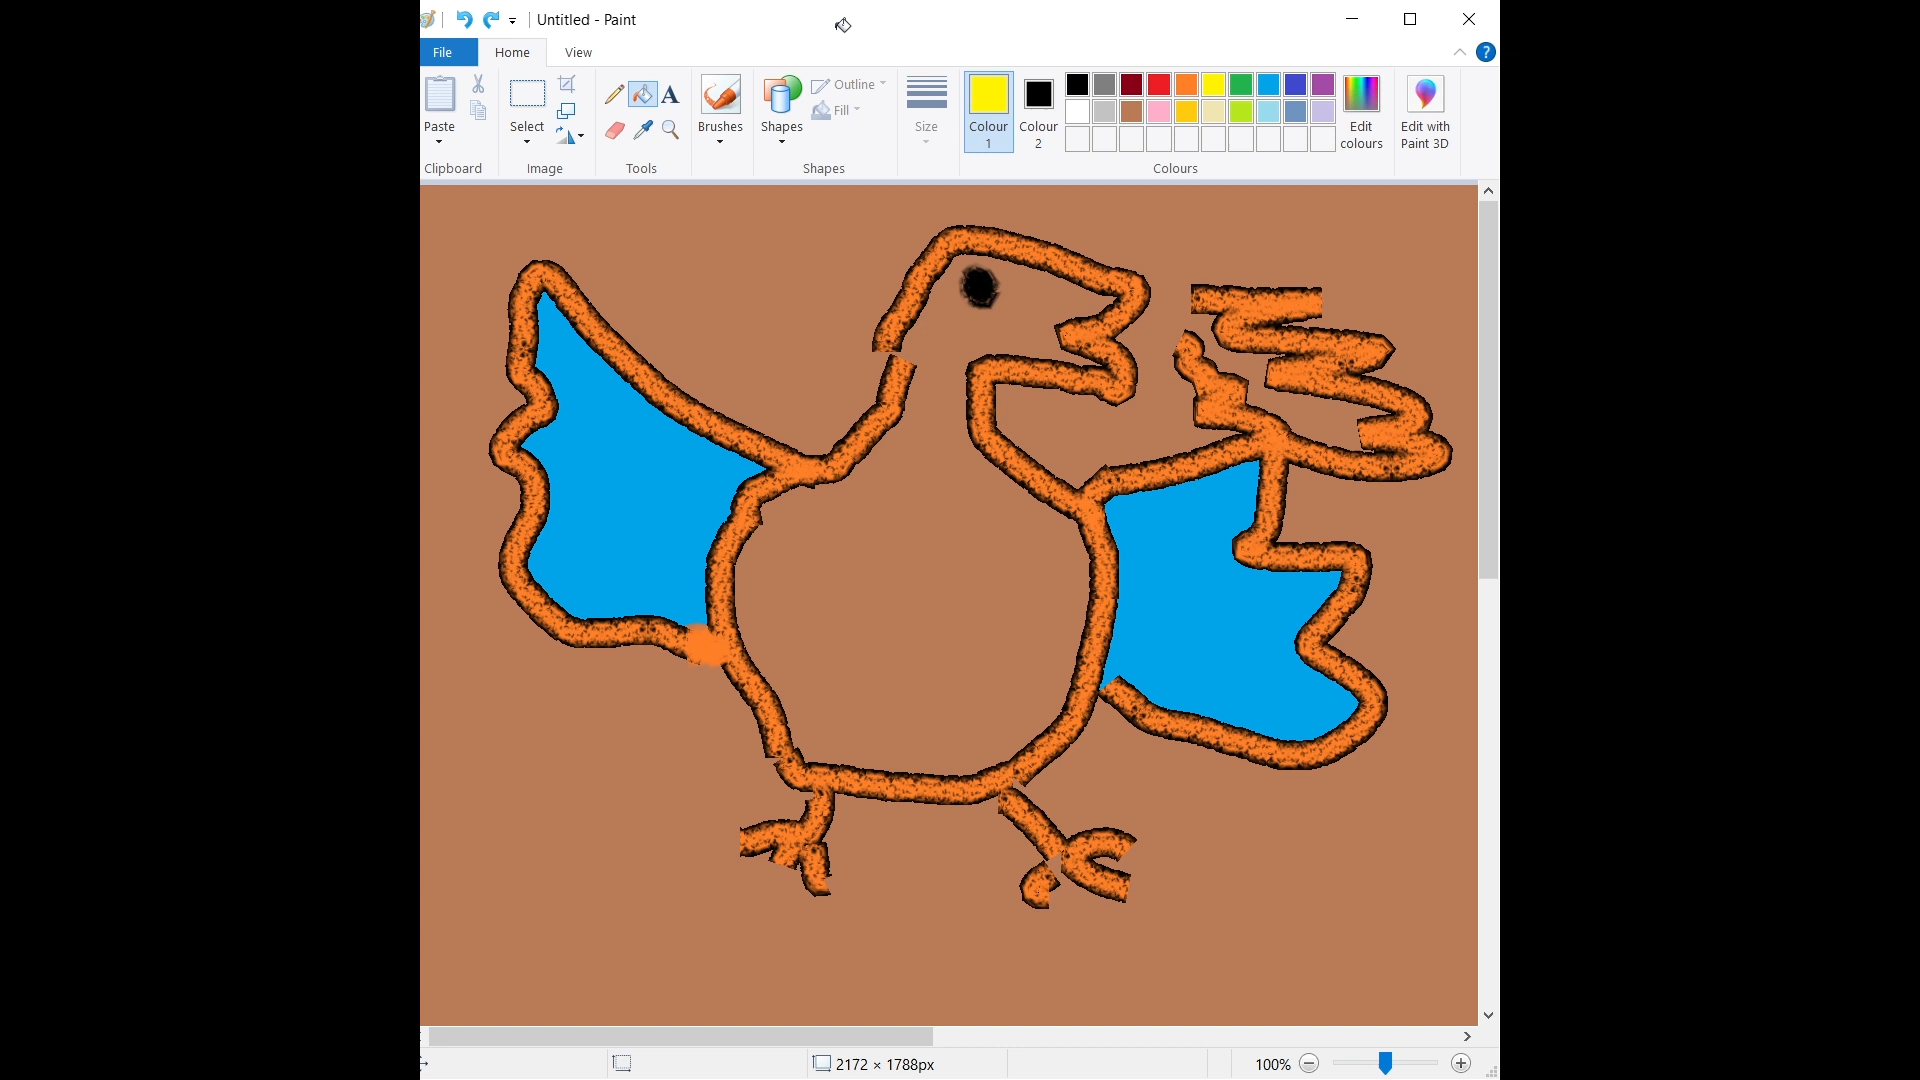 Untitled - Paint
File Home View
Paste Select Brushes Shapes Outline Fill Size Colour 1 Colour 2 Edit colours Edit with Paint 3D
Clipboard Image Tools Shapes Colours
2172 × 1788px 100%